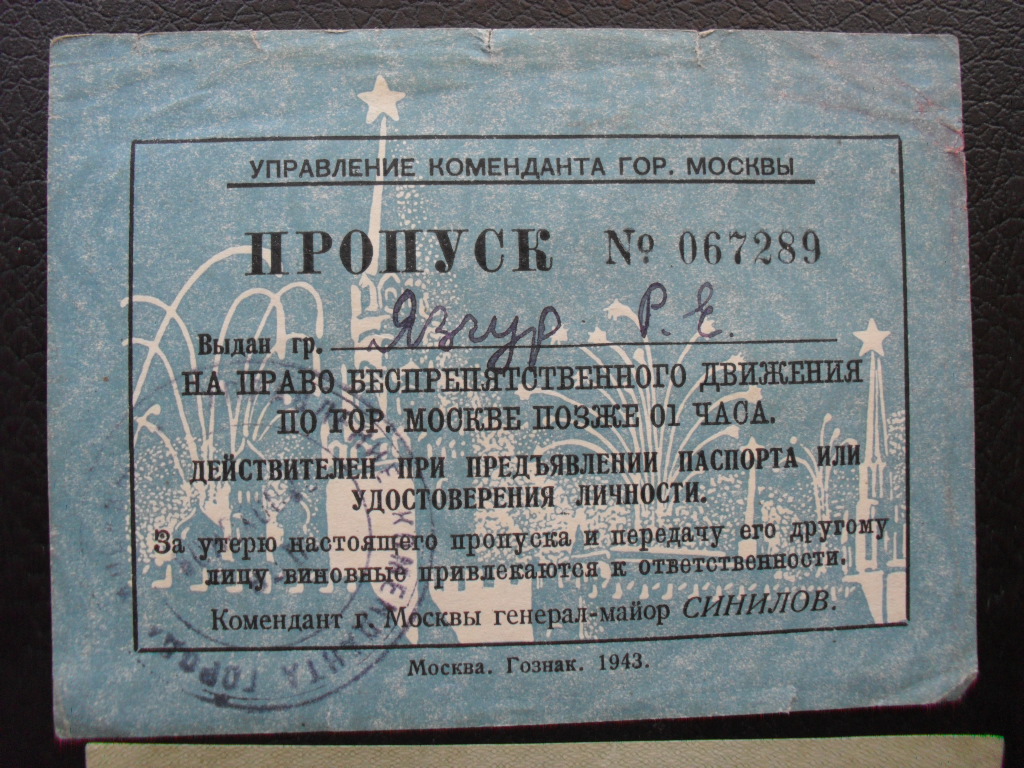 УПРАВЛЕНИЕ КОМЕНДАНТА ГОР. МОСКВЫ
ПРОПУСК № 067289
Выдан гр. Язгур Р. Е.
НА ПРАВО БЕСПРЕПЯТСТВЕННОГО ДВИЖЕНИЯ
ПО ГОР. МОСКВЕ ПОЗЖЕ 01 ЧАСА.
ДЕЙСТВИТЕЛЕН ПРИ ПРЕДЪЯВЛЕНИИ ПАСПОРТА ИЛИ
УДОСТОВЕРЕНИЯ ЛИЧНОСТИ.
За утерю настоящего пропуска и передачу его другому
лицу виновные привлекаются к ответственности.
Комендант г. Москвы генерал-майор СИНИЛОВ.
Москва. Гознак. 1943.